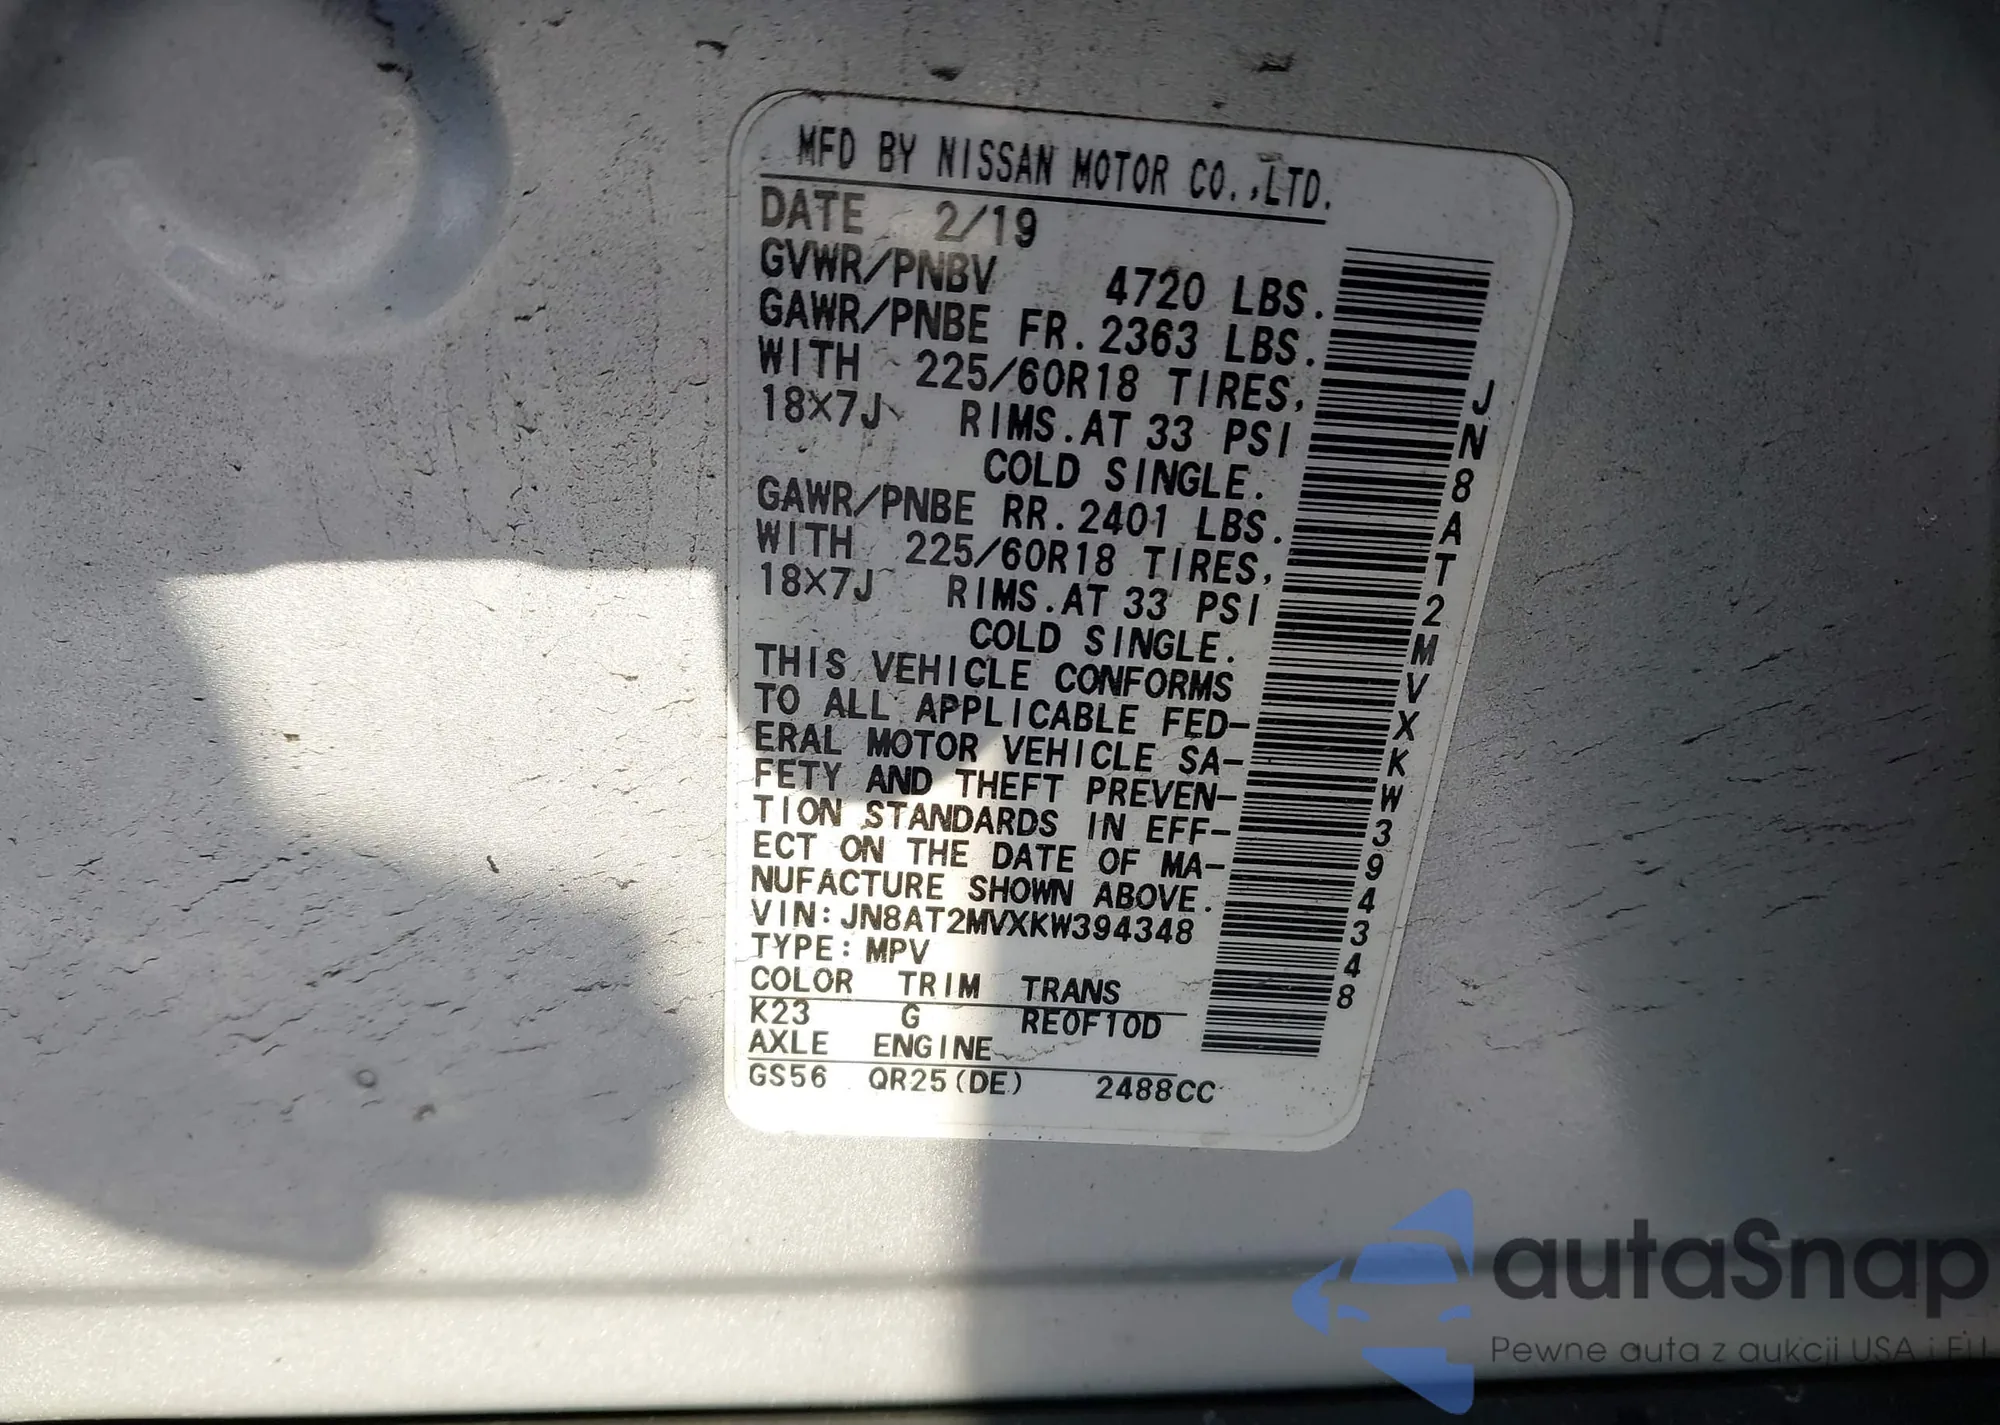 MFD BY NISSAN MOTOR CO.,LTD.
DATE 2/19
GVWR/PNBV 4720 LBS.
GAWR/PNBE FR.2363 LBS.
WITH 225/60R18 TIRES,
18X7J RIMS.AT 33 PSI
COLD SINGLE.
GAWR/PNBE RR.2401 LBS.
WITH 225/60R18 TIRES,
18X7J RIMS.AT 33 PSI
COLD SINGLE.
THIS VEHICLE CONFORMS
TO ALL APPLICABLE FED-
ERAL MOTOR VEHICLE SA-
FETY AND THEFT PREVEN-
TION STANDARDS IN EFF-
ECT ON THE DATE OF MA-
NUFACTURE SHOWN ABOVE.
VIN:JN8AT2MVXKW394348
TYPE:MPV
COLOR TRIM TRANS
K23 G RE0F10D
AXLE ENGINE
GS56 QR25(DE) 2488CC
JN8AT2MVXKW394348
autaSnap
Pewne auta z aukcji USA i EU